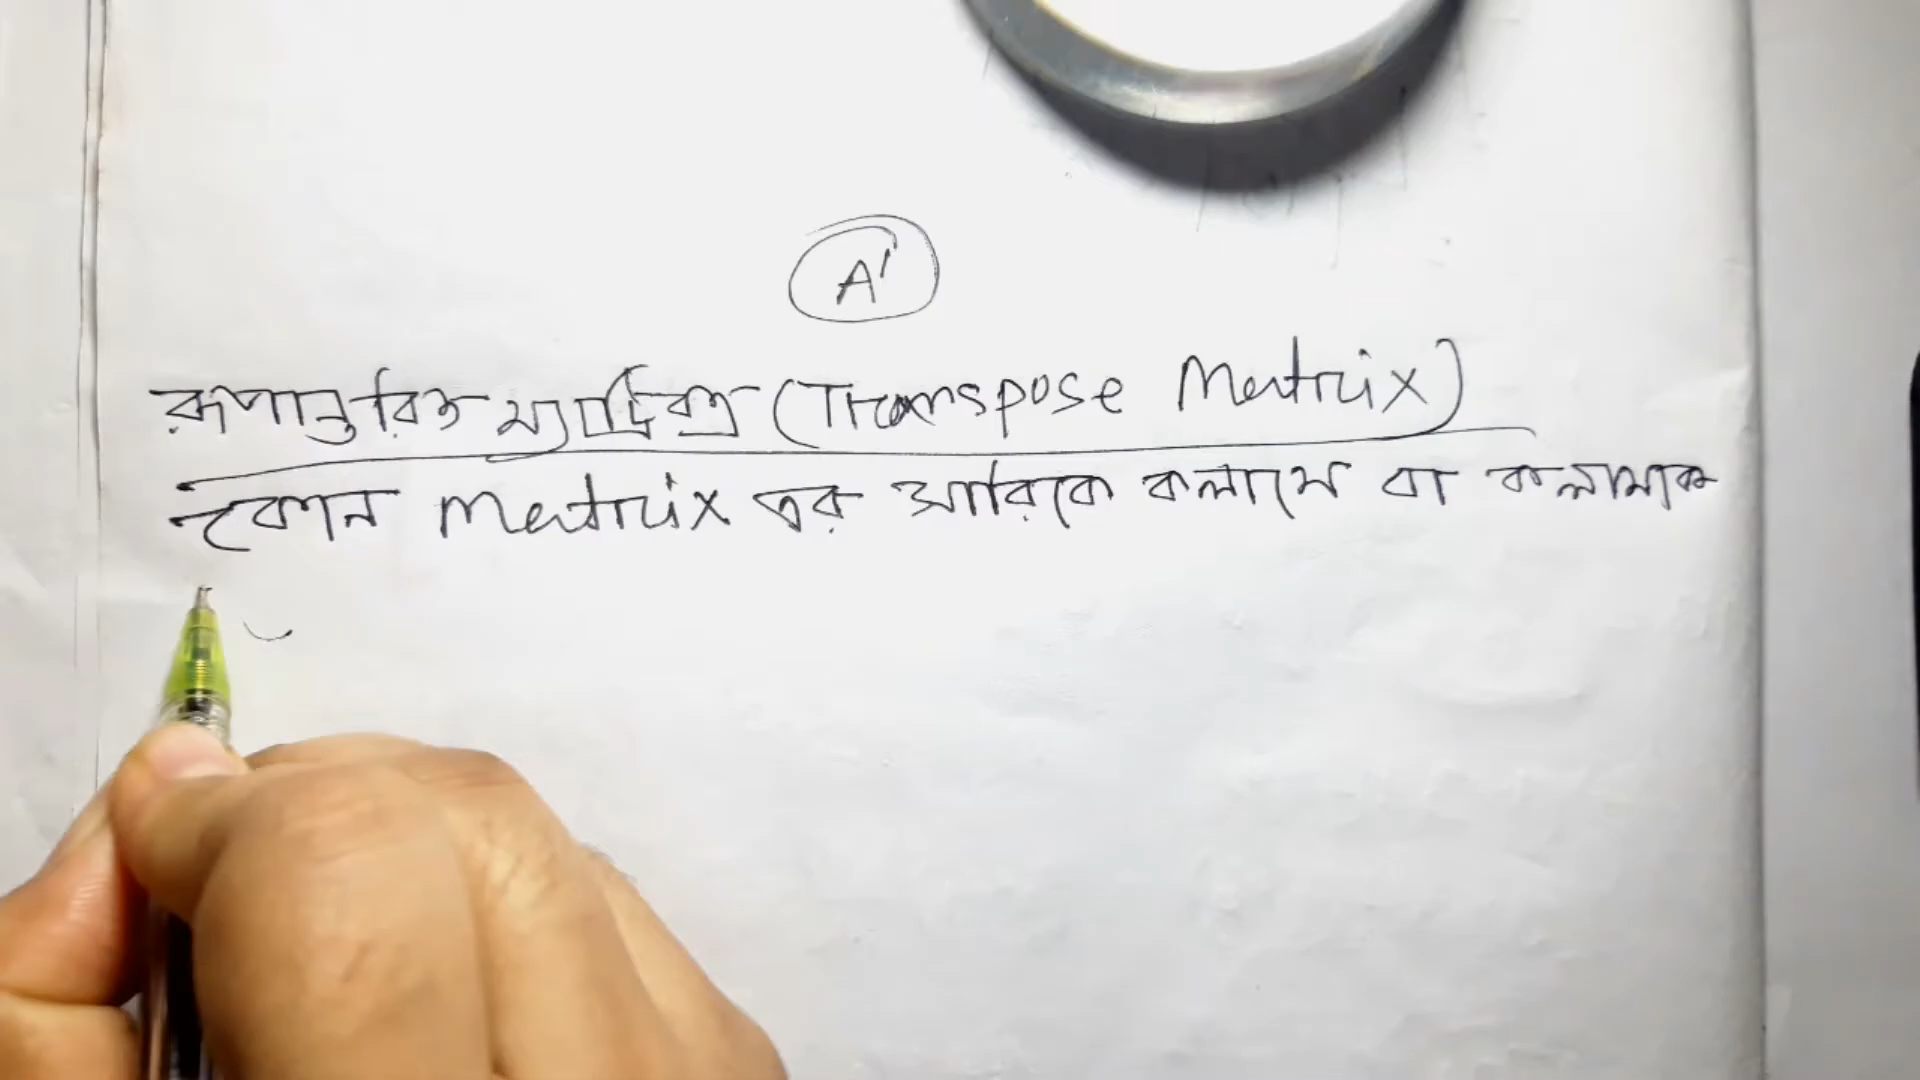 A'
রূপান্তরিত ম্যাট্রিক্স (Transpose Matrix)
কোন Matrix এর সারিকে কলামে বা কলামকে